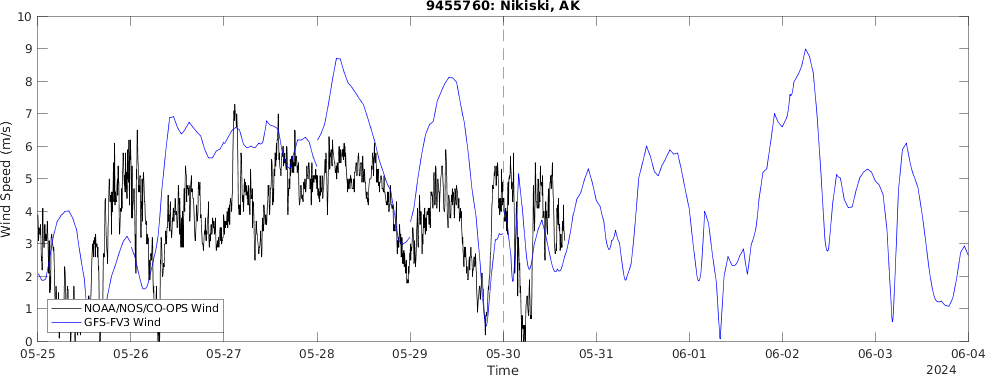 9455760: Nikiski, AK
10
9
8
7
6
5
4
3
2
1
0
Wind Speed (m/s)
NOAA/NOS/CO-OPS Wind
GFS-FV3 Wind
05-25 05-26 05-27 05-28 05-29 05-30 05-31 06-01 06-02 06-03 06-04
Time
2024